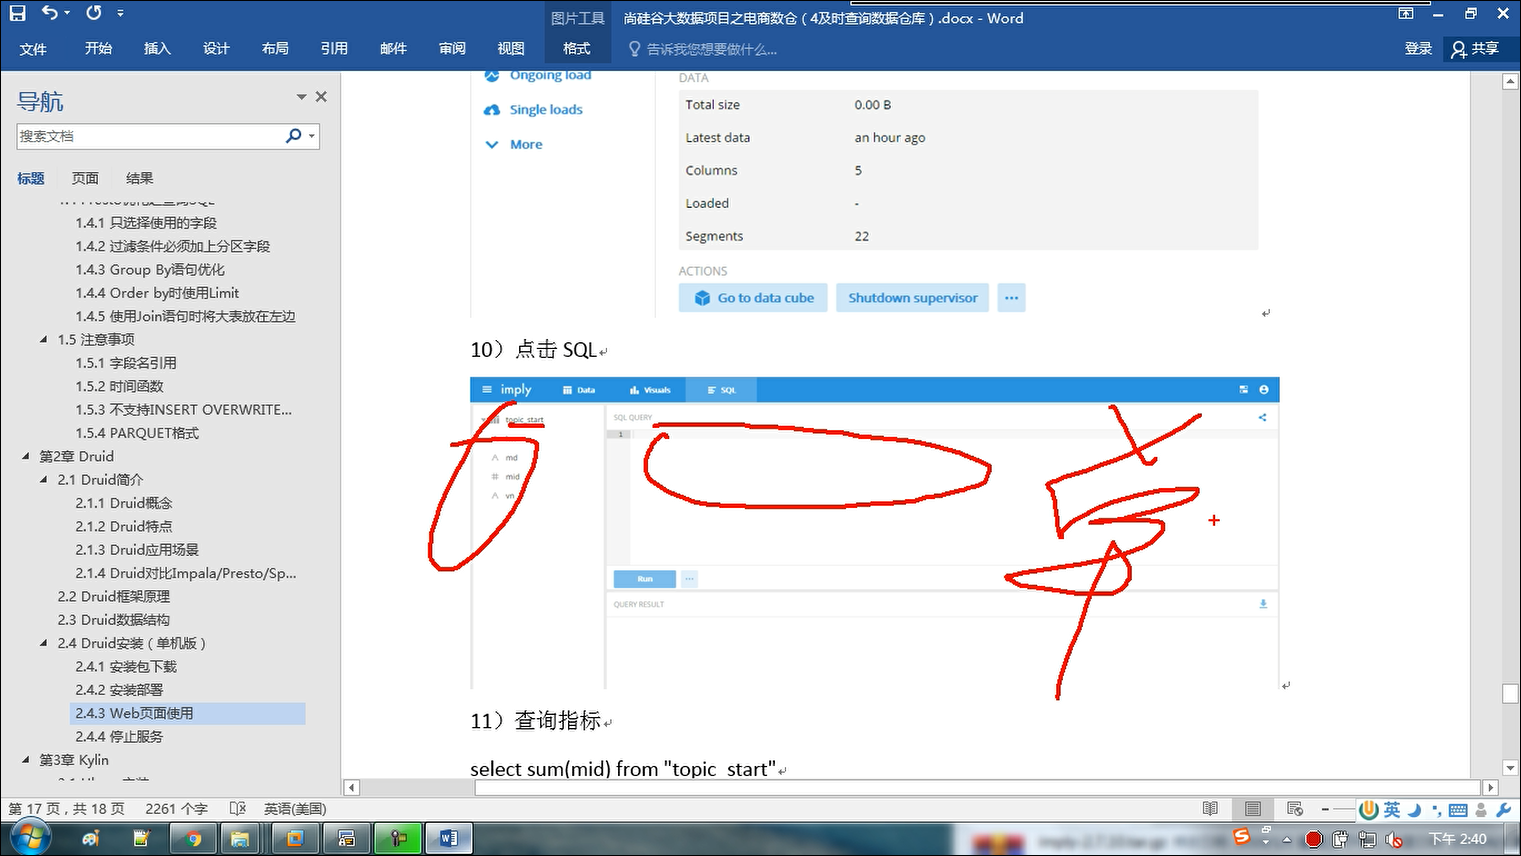 图片工具
尚硅谷大数据项目之电商数仓（4及时查询数据仓库）.docx - Word
文件 开始 插入 设计 布局 引用 邮件 审阅 视图 格式 告诉我您想要做什么... 登录 共享
导航
搜索文档
标题 页面 结果
1.4.1 只选择使用的字段
1.4.2 过滤条件必须加上分区字段
1.4.3 Group By语句优化
1.4.4 Order by时使用Limit
1.4.5 使用Join语句时将大表放在左边
1.5 注意事项
1.5.1 字段名引用
1.5.2 时间函数
1.5.3 不支持INSERT OVERWRITE...
1.5.4 PARQUET格式
第2章 Druid
2.1 Druid简介
2.1.1 Druid概念
2.1.2 Druid特点
2.1.3 Druid应用场景
2.1.4 Druid对比Impala/Presto/Sp...
2.2 Druid框架原理
2.3 Druid数据结构
2.4 Druid安装（单机版）
2.4.1 安装包下载
2.4.2 安装部署
2.4.3 Web页面使用
2.4.4 停止服务
第3章 Kylin
Ongoing load
Single loads
More
DATA
Total size 0.00 B
Latest data an hour ago
Columns 5
Loaded -
Segments 22
ACTIONS
Go to data cube Shutdown supervisor ...
10）点击 SQL
imply Data Visuals SQL
topic_start
md
mid
vn
SQL QUERY
1
Run ...
QUERY RESULT
11）查询指标
select sum(mid) from "topic_start"
第 17 页，共 18 页 2261 个字 英语(美国)
英
下午 2:40